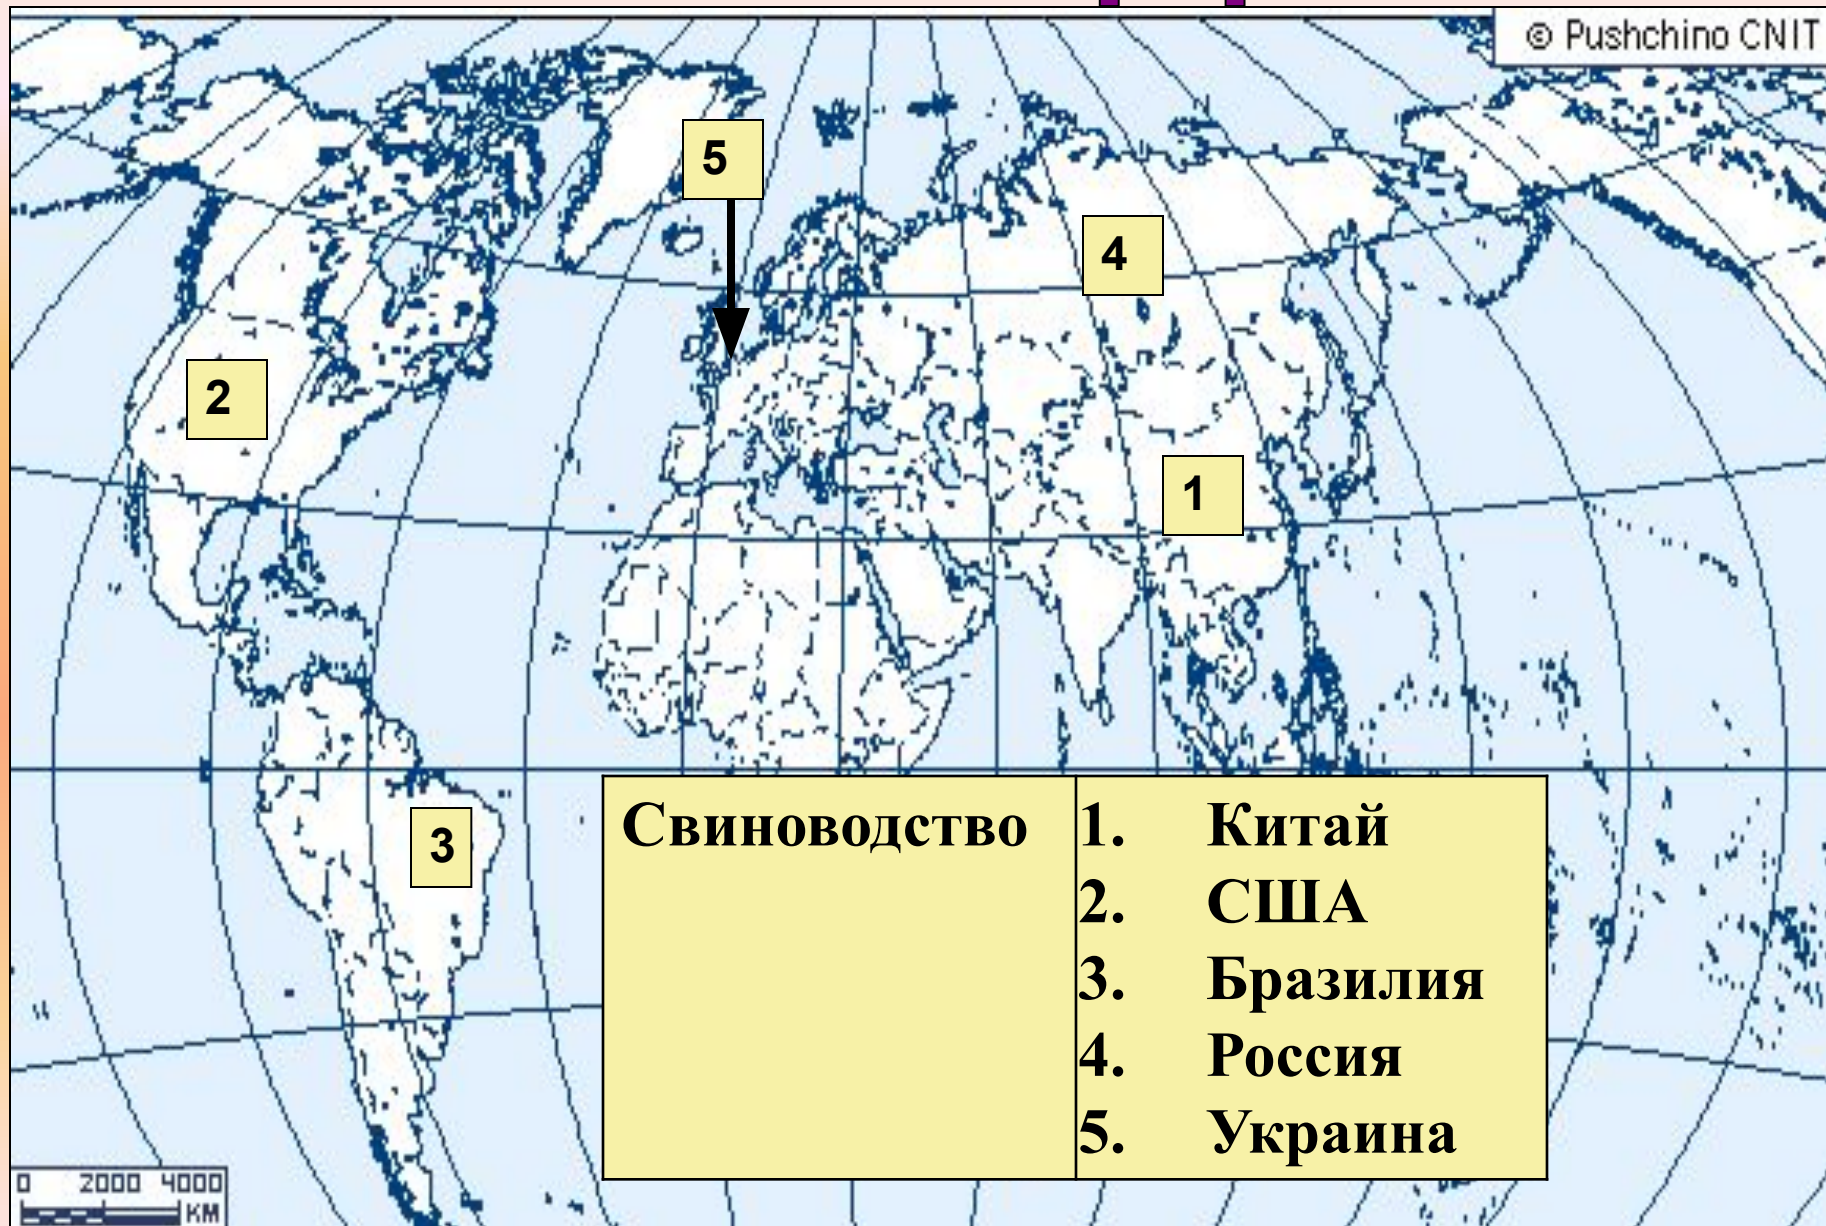 © Pushchino CNIT
5
4
2
1
3
Свиноводство
1. Китай
2. США
3. Бразилия
4. Россия
5. Украина
0 2000 4000
КМ